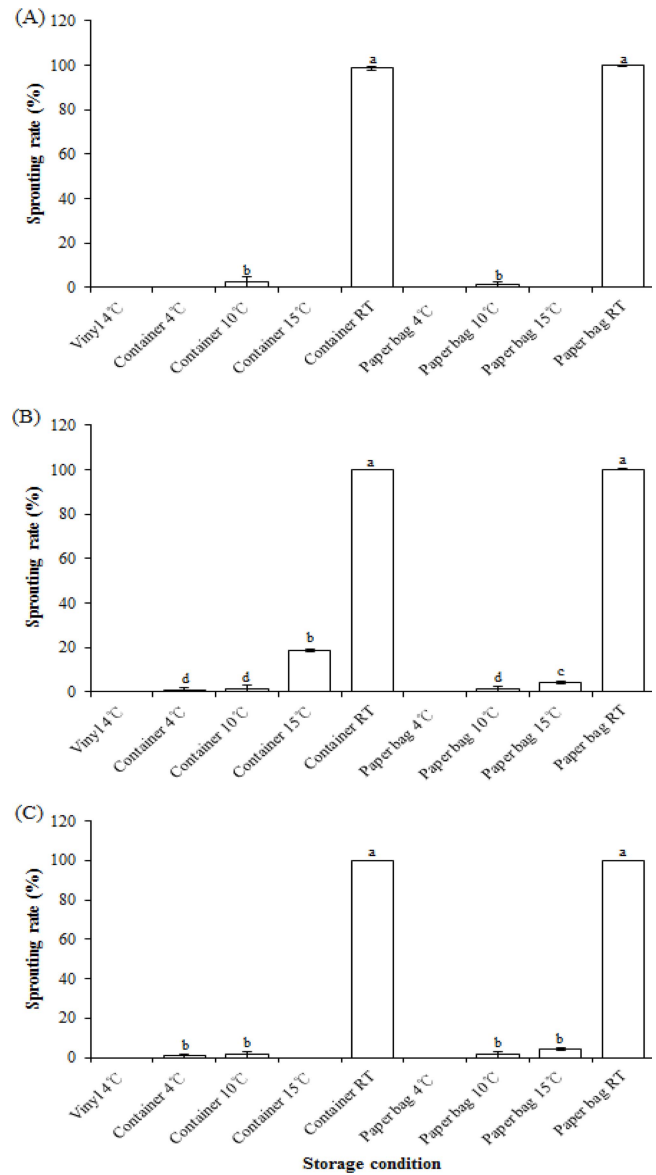 (A)
Sprouting rate (%)
120
100
80
60
40
20
0
a
b
a
b
Vinyl 4℃
Container 4℃
Container 10℃
Container 15℃
Container RT
Paper bag 4℃
Paper bag 10℃
Paper bag 15℃
Paper bag RT
(B)
Sprouting rate (%)
120
100
80
60
40
20
0
d
d
b
a
d
c
a
Vinyl 4℃
Container 4℃
Container 10℃
Container 15℃
Container RT
Paper bag 4℃
Paper bag 10℃
Paper bag 15℃
Paper bag RT
(C)
Sprouting rate (%)
120
100
80
60
40
20
0
b
b
a
b
b
a
Vinyl 4℃
Container 4℃
Container 10℃
Container 15℃
Container RT
Paper bag 4℃
Paper bag 10℃
Paper bag 15℃
Paper bag RT
Storage condition